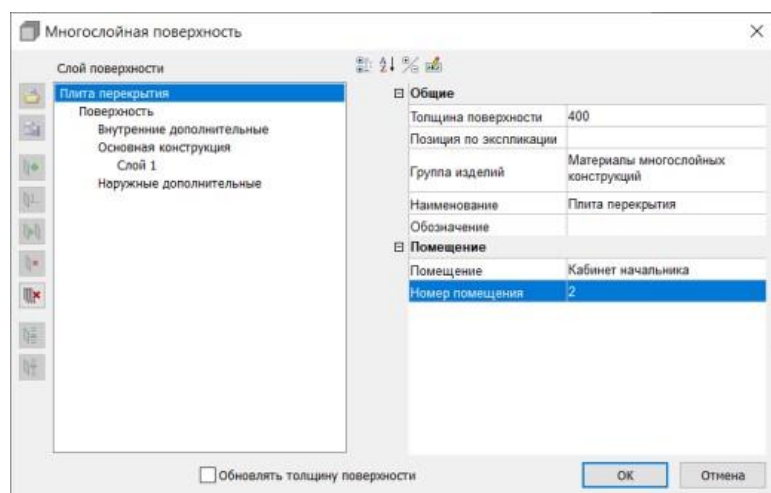 Многослойная поверхность
Слой поверхности
Плита перекрытия
Поверхность
Внутренние дополнительные
Основная конструкция
Слой 1
Наружные дополнительные
Общие
Толщина поверхности 400
Позиция по экспликации
Группа изделий Материалы многослойных
конструкций
Наименование Плита перекрытия
Обозначение
Помещение
Помещение Кабинет начальника
Номер помещения 2
Обновлять толщину поверхности
ОК Отмена